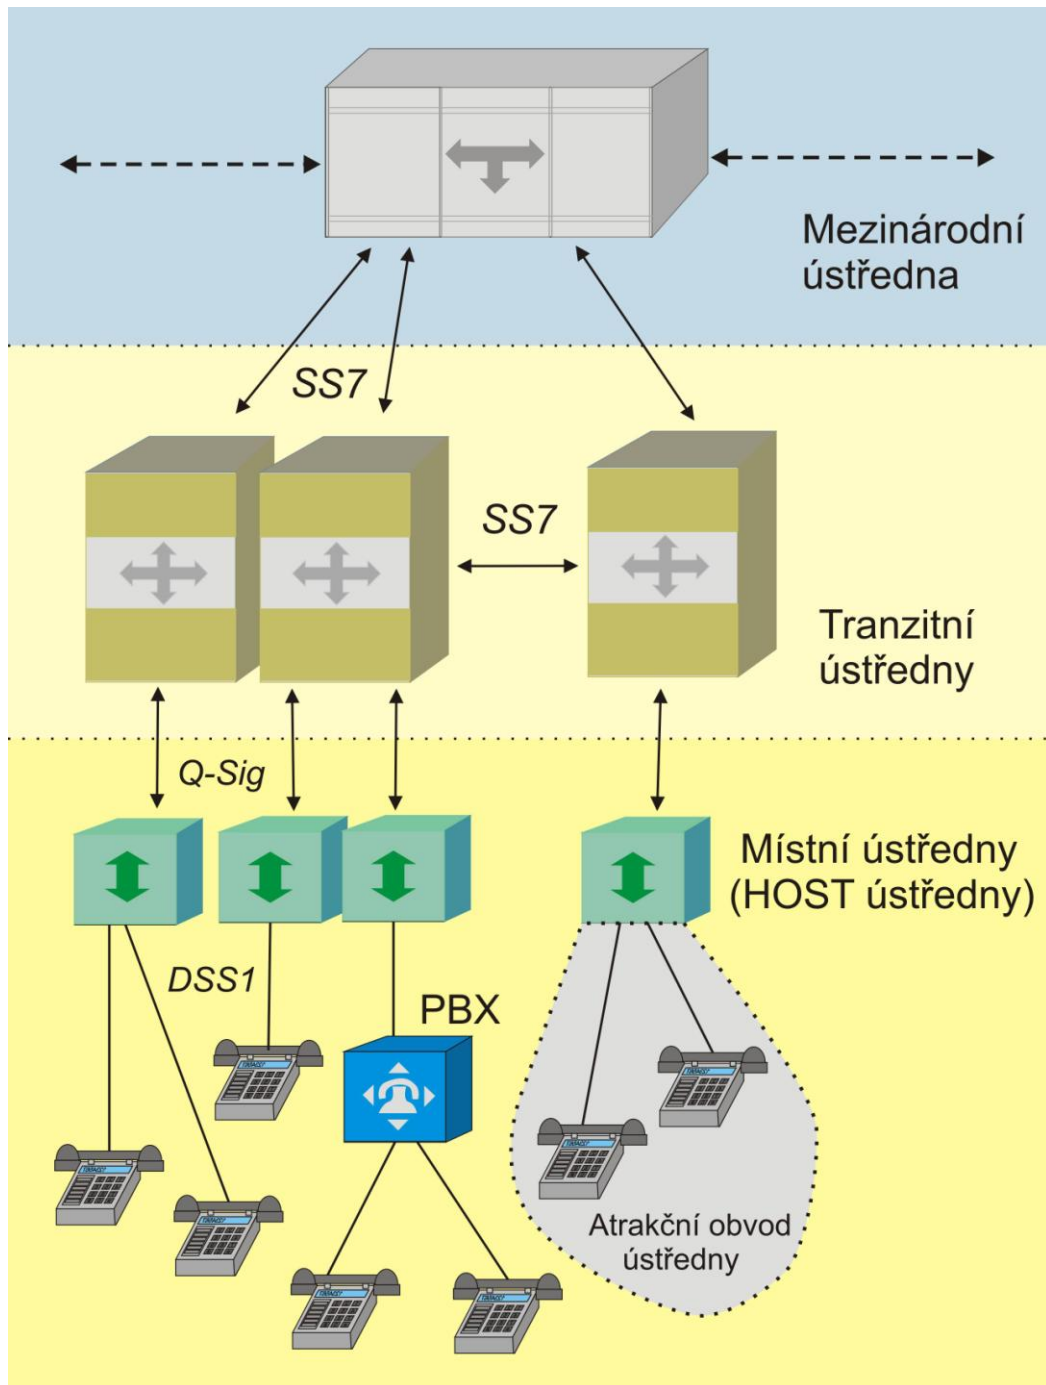 Mezinárodní
ústředna
SS7
SS7
Tranzitní
ústředny
Q-Sig
Místní ústředny
(HOST ústředny)
DSS1
PBX
Atrakční obvod
ústředny